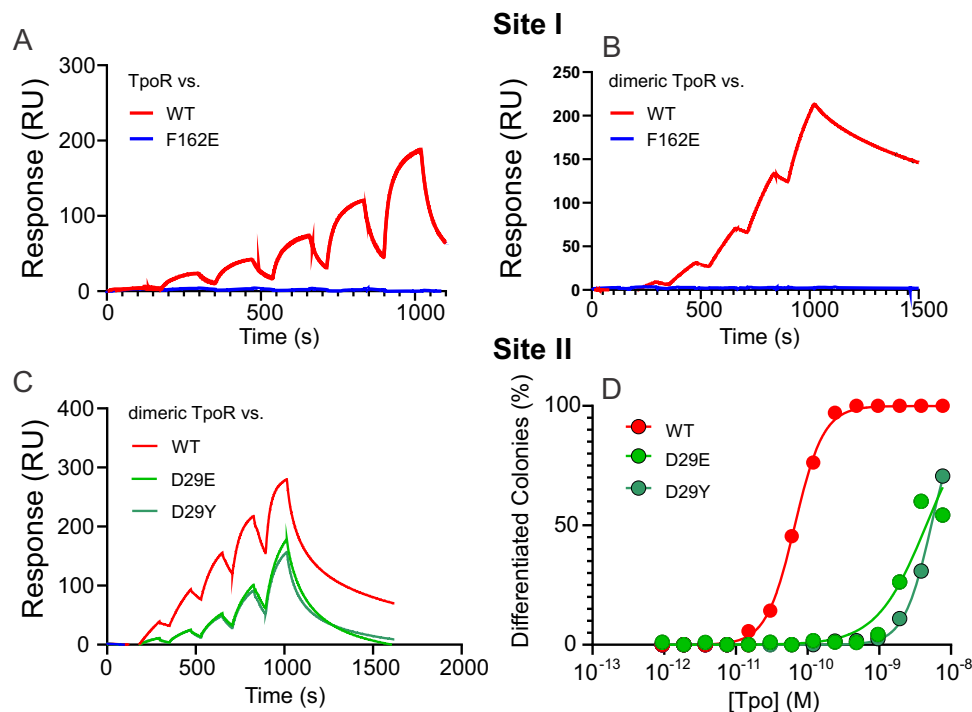 Site I
A
TpoR vs.
WT
F162E
Response (RU)
300
200
100
0
0
500
1000
Time (s)
B
dimeric TpoR vs.
WT
F162E
Response (RU)
250
200
150
100
50
0
0
500
1000
1500
Time (s)
Site II
C
dimeric TpoR vs.
WT
D29E
D29Y
Response (RU)
400
300
200
100
0
0
500
1000
1500
2000
Time (s)
D
WT
D29E
D29Y
Differentiated Colonies (%)
100
50
0
10-13
10-12
10-11
10-10
10-9
10-8
[Tpo] (M)